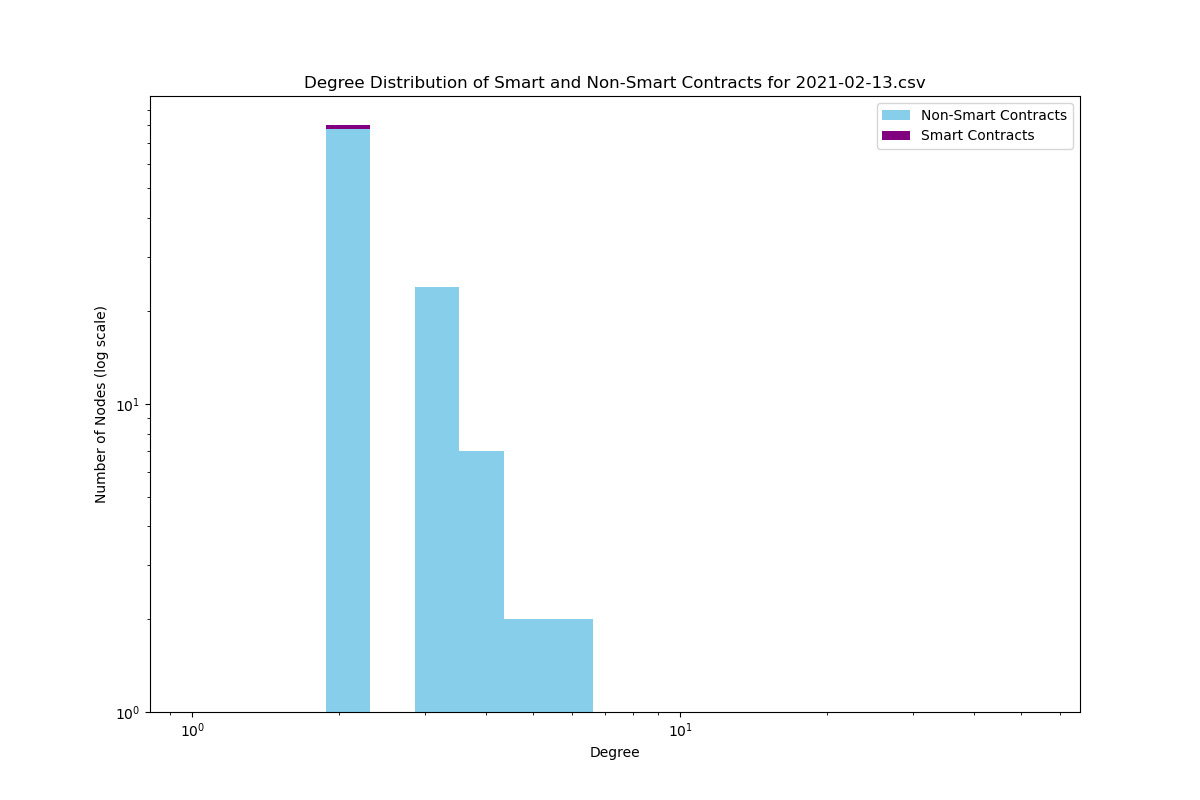 Degree Distribution of Smart and Non-Smart Contracts for 2021-02-13.csv
Non-Smart Contracts
Smart Contracts
Number of Nodes (log scale)
10¹
10⁰
10⁰ 10¹
Degree